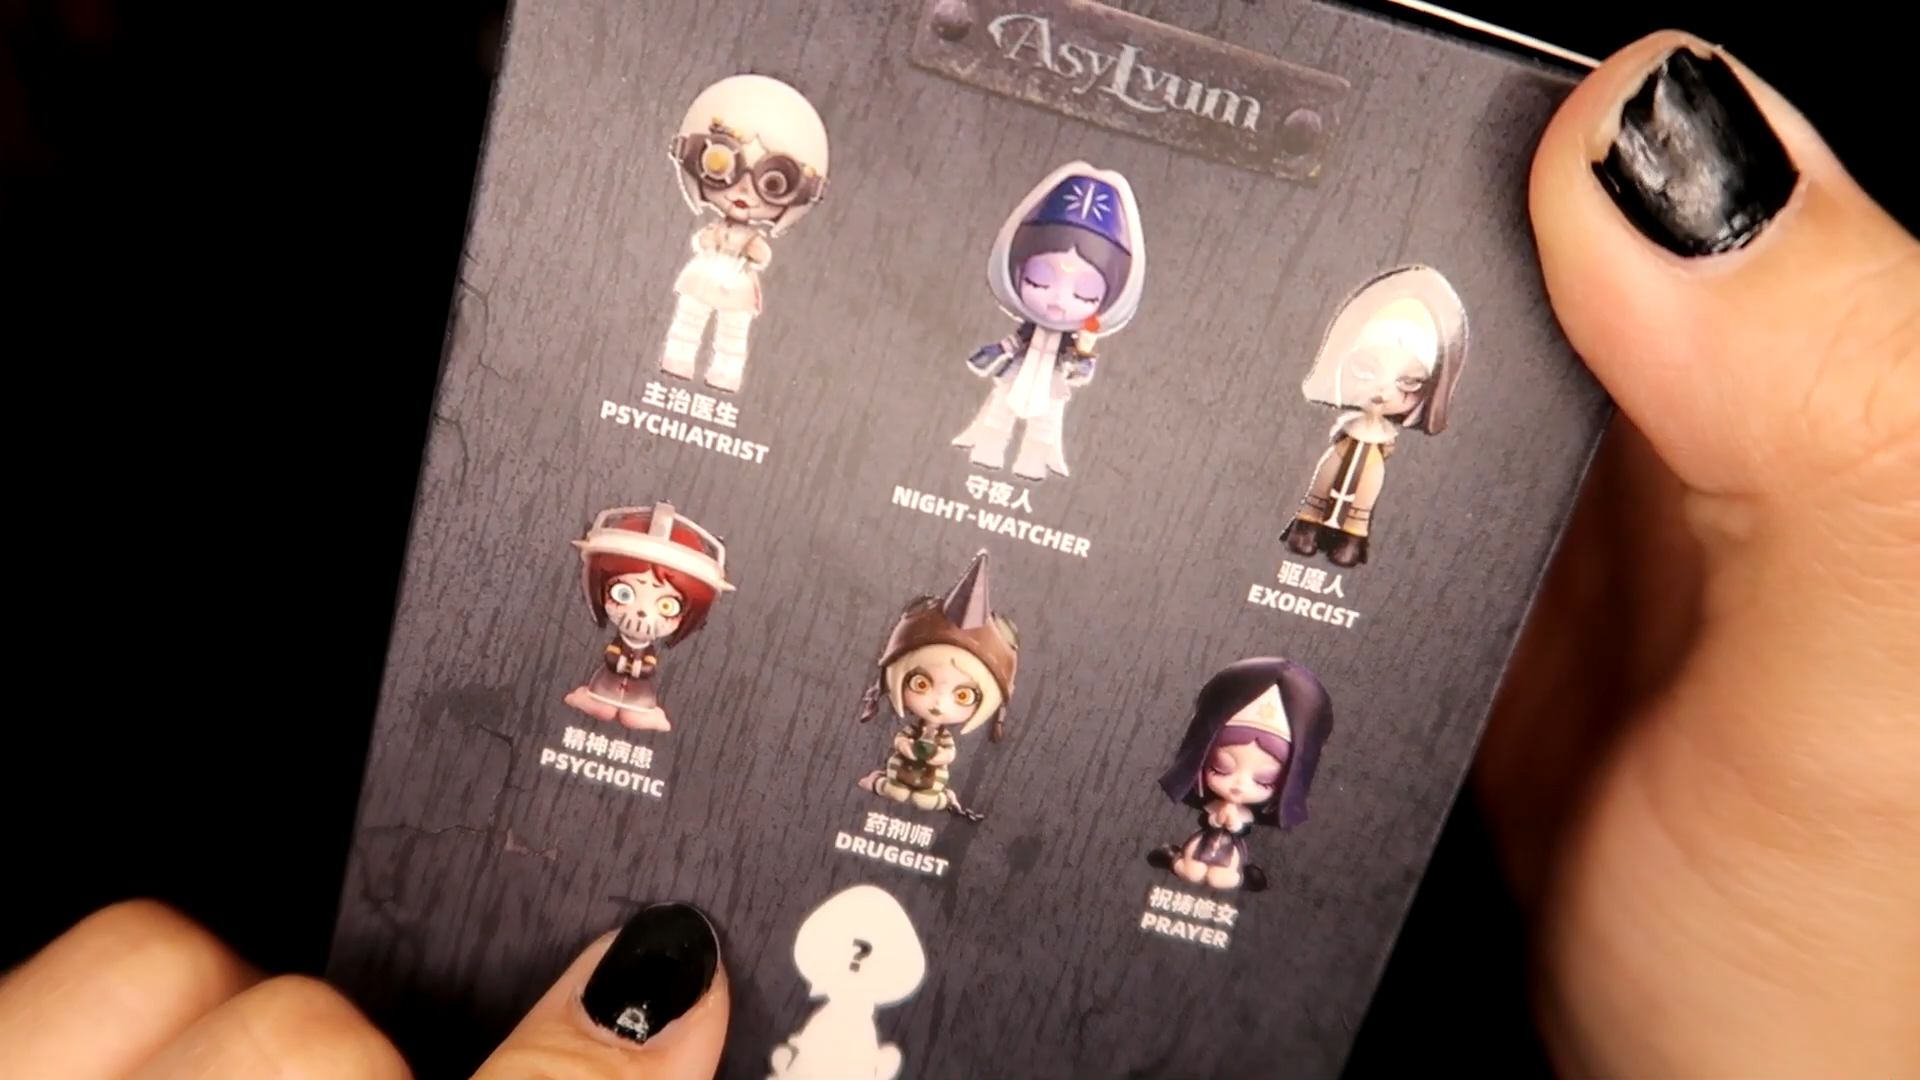 AsyLvum
主治医生
PSYCHIATRIST
守夜人
NIGHT-WATCHER
驱魔人
EXORCIST
精神病患
PSYCHOTIC
药剂师
DRUGGIST
祝祷修女
PRAYER
?